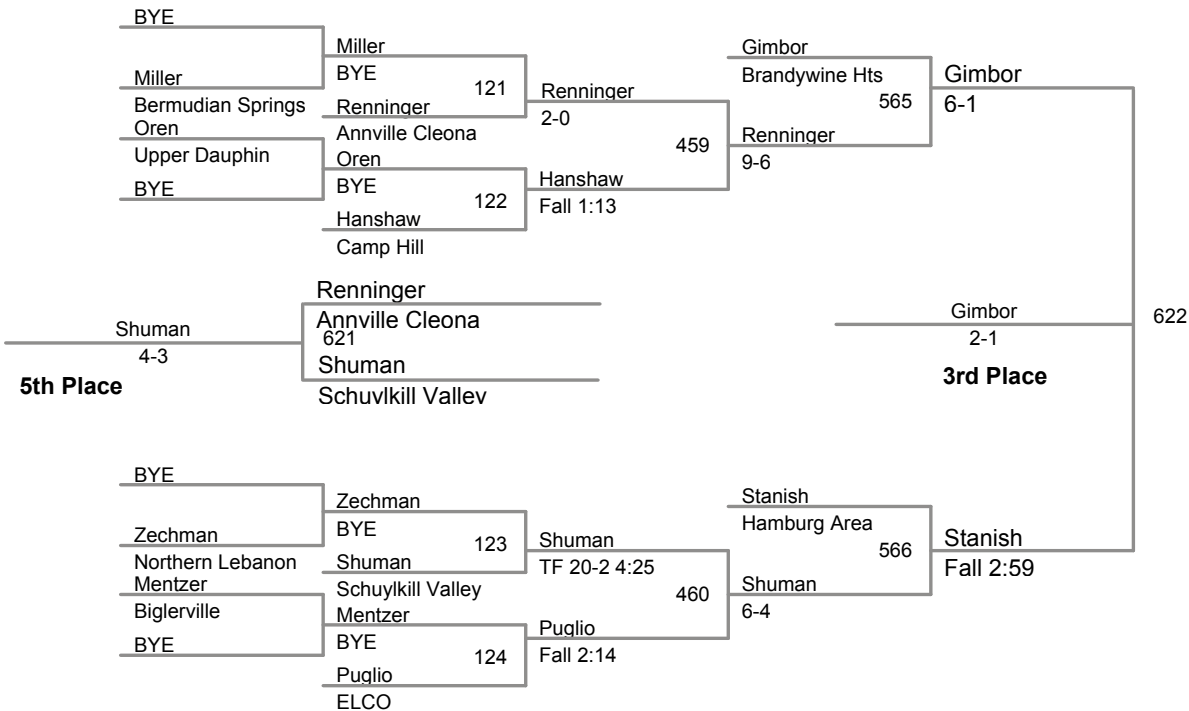 BYE
Miller
Bermudian Springs
Oren
Upper Dauphin
BYE
Miller
BYE
121
Renninger
Annville Cleona
Oren
BYE
122
Hanshaw
Camp Hill
Renninger
2-0
459
Hanshaw
Fall 1:13
Gimbor
Brandywine Hts
565
Renninger
9-6
Gimbor
6-1
Shuman
4-3
5th Place
Renninger
Annville Cleona
621
Shuman
Schuylkill Valley
Gimbor
2-1
3rd Place
622
BYE
Zechman
Northern Lebanon
Mentzer
Biglerville
BYE
Zechman
BYE
123
Shuman
Schuylkill Valley
Mentzer
BYE
124
Puglio
ELCO
Shuman
TF 20-2 4:25
460
Puglio
Fall 2:14
Stanish
Hamburg Area
566
Shuman
6-4
Stanish
Fall 2:59